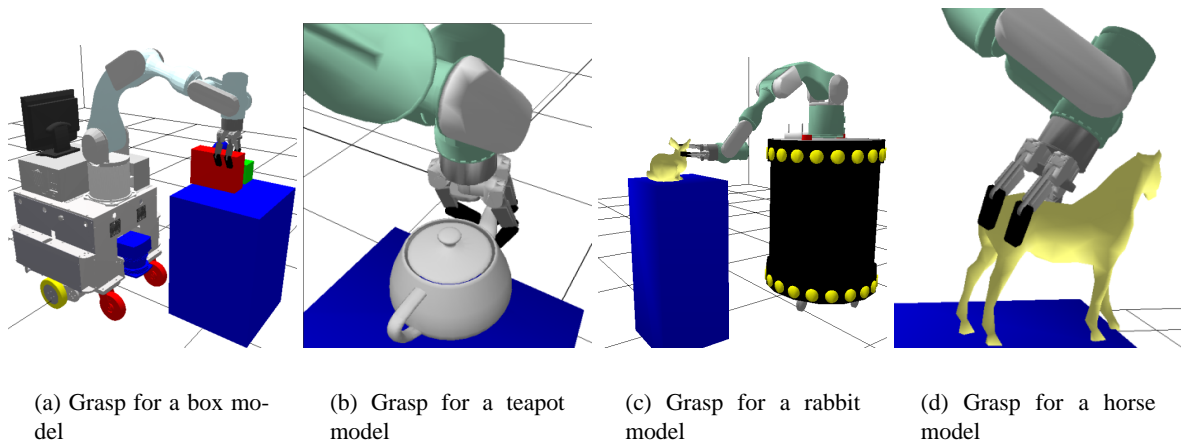 (a) Grasp for a box mo-
del
(b) Grasp for a teapot
model
(c) Grasp for a rabbit
model
(d) Grasp for a horse
model